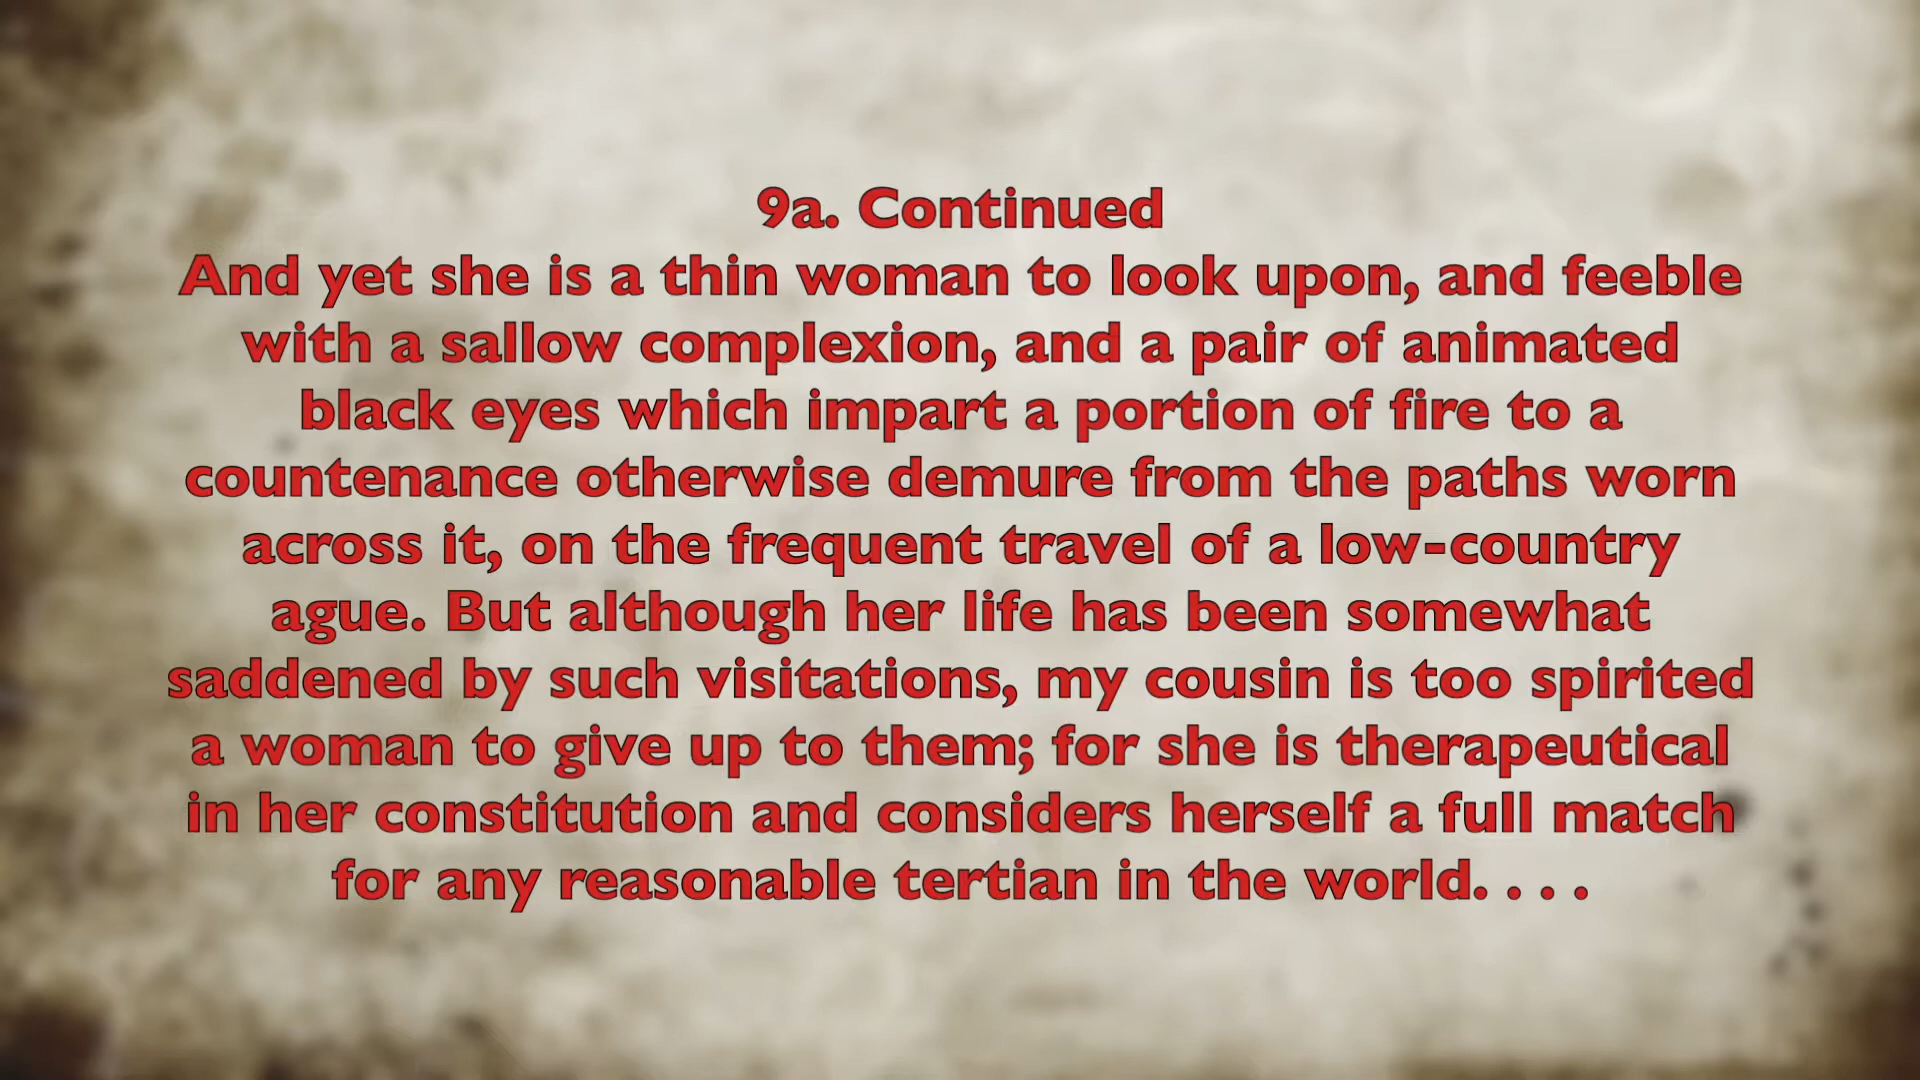 9a. Continued
And yet she is a thin woman to look upon, and feeble
with a sallow complexion, and a pair of animated
black eyes which impart a portion of fire to a
countenance otherwise demure from the paths worn
across it, on the frequent travel of a low-country
ague. But although her life has been somewhat
saddened by such visitations, my cousin is too spirited
a woman to give up to them; for she is therapeutical
in her constitution and considers herself a full match
for any reasonable tertian in the world. . . .